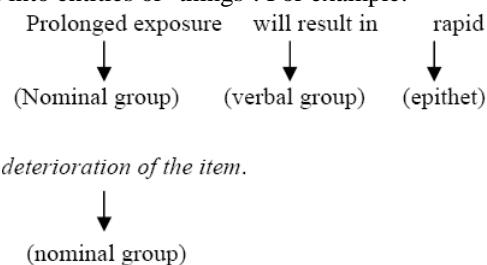 into entities or "things". For example:
Prolonged exposure will result in rapid
(Nominal group) (verbal group) (epithet)
deterioration of the item.
(nominal group)